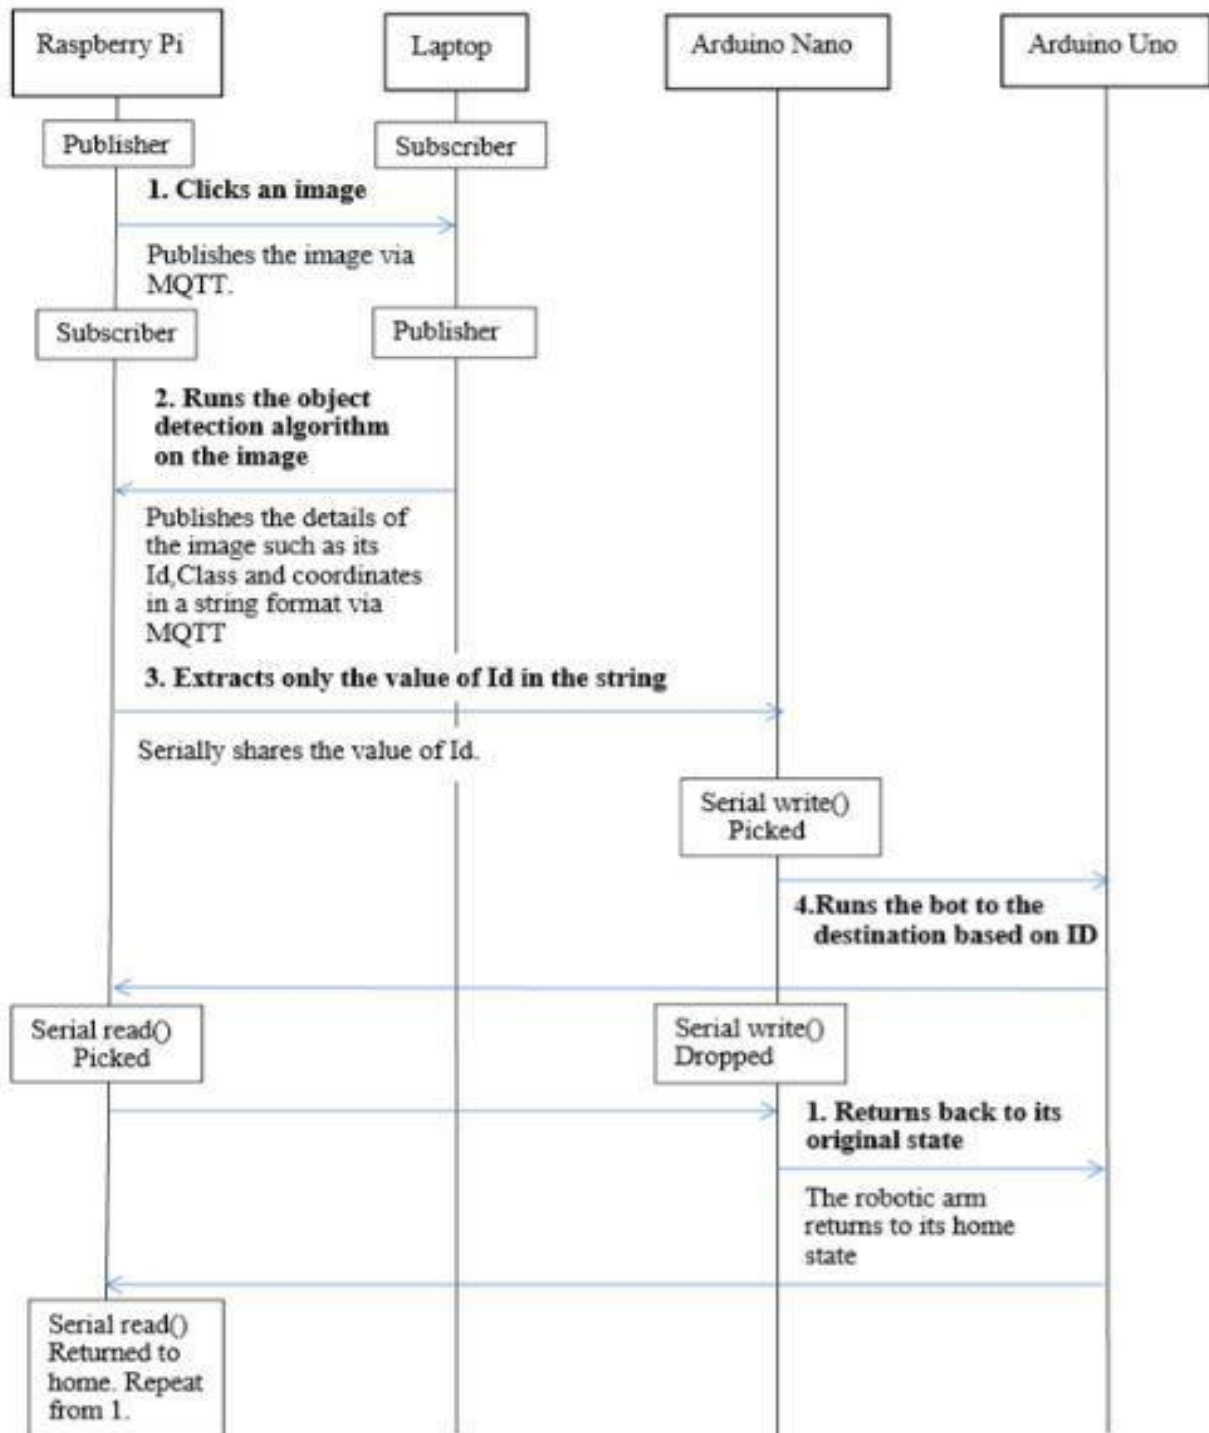 Raspberry Pi
Laptop
Arduino Nano
Arduino Uno
Publisher
Subscriber
1. Clicks an image
Publishes the image via
MQTT.
Subscriber
Publisher
2. Runs the object
detection algorithm
on the image
Publishes the details of
the image such as its
Id,Class and coordinates
in a string format via
MQTT
3. Extracts only the value of Id in the string
Serially shares the value of Id.
Serial write()
Picked
4.Runs the bot to the
destination based on ID
Serial read()
Picked
Serial write()
Dropped
1. Returns back to its
original state
The robotic arm
returns to its home
state
Serial read()
Returned to
home. Repeat
from 1.